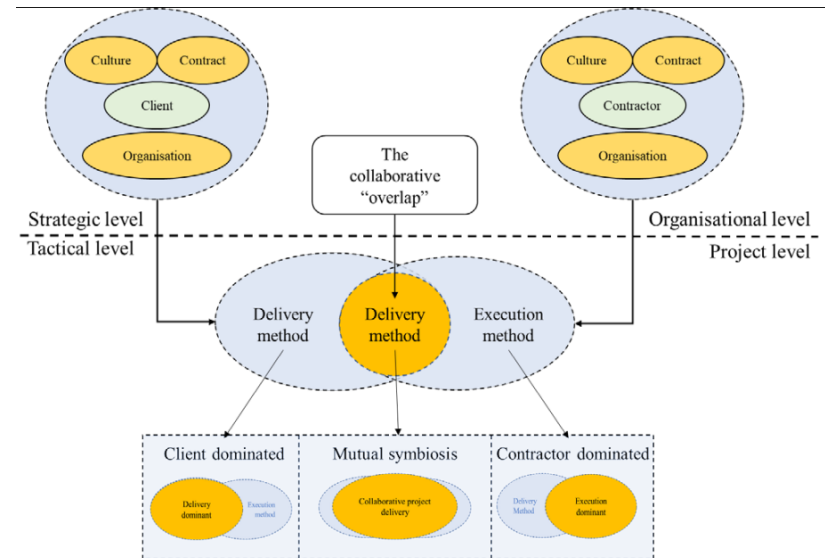 Culture
Contract
Client
Organisation
Culture
Contract
Contractor
Organisation
The
collaborative
“overlap”
Strategic level
Organisational level
Tactical level
Project level
Delivery
method
Delivery
method
Execution
method
Client dominated
Mutual symbiosis
Contractor dominated
Delivery
dominant
Execution
method
Collaborative project
delivery
Delivery
Method
Execution
dominant